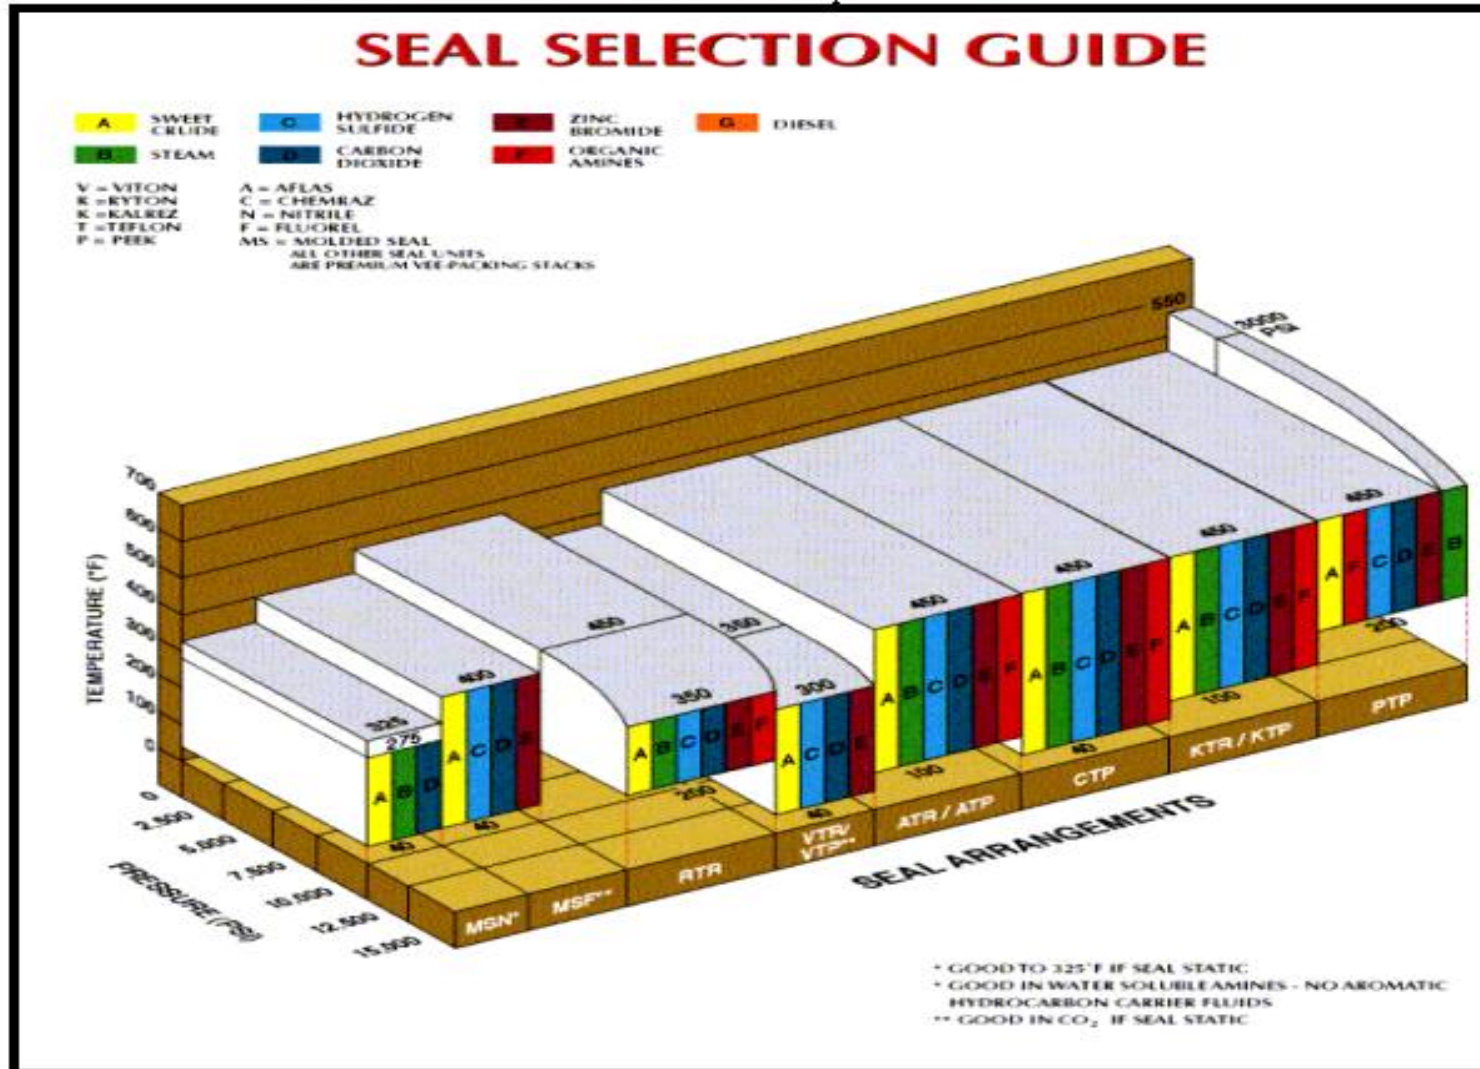 SEAL SELECTION GUIDE
A SWEET CRUDE
B STEAM
C HYDROGEN SULFIDE
D CARBON DIOXIDE
E ZINC BROMIDE
F ORGANIC AMINES
G DIESEL
V = VITON
R =RYTON
K =KALREZ
T =TEFLON
P = PEEK
A = AFLAS
C = CHEMRAZ
N = NITRILE
F = FLUOREL
MS = MOLDED SEAL
ALL OTHER SEAL UNITS
ARE PREMIUM VEE-PACKING STACKS
550
3000
PSI
TEMPERATURE (°F)
700
600
500
400
300
200
100
0
PRESSURE (PSI)
0
2,500
5,000
7,500
10,000
12,500
15,000
325
275
A B D
40
MSN*
400
A C D E
40
MSF**
450
350
A B C D E F
200
RTR
350
300
A C D E
40
VTR/
VTP**
450
A B C D E F
100
ATR / ATP
450
A B C D E F
40
CTP
450
A B C D E F
100
KTR / KTP
450
A F C D E B
200
PTP
SEAL ARRANGEMENTS
* GOOD TO 325°F IF SEAL STATIC
* GOOD IN WATER SOLUBLE AMINES - NO AROMATIC
HYDROCARBON CARRIER FLUIDS
** GOOD IN CO₂ IF SEAL STATIC